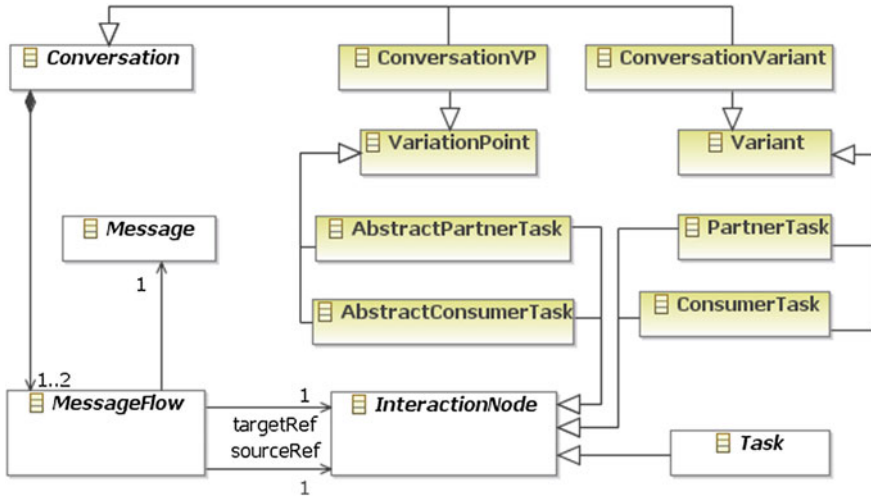 Conversation
ConversationVP
ConversationVariant
VariationPoint
Variant
Message
AbstractPartnerTask
PartnerTask
1
AbstractConsumerTask
ConsumerTask
1..2
MessageFlow
1
InteractionNode
targetRef
sourceRef
Task
1